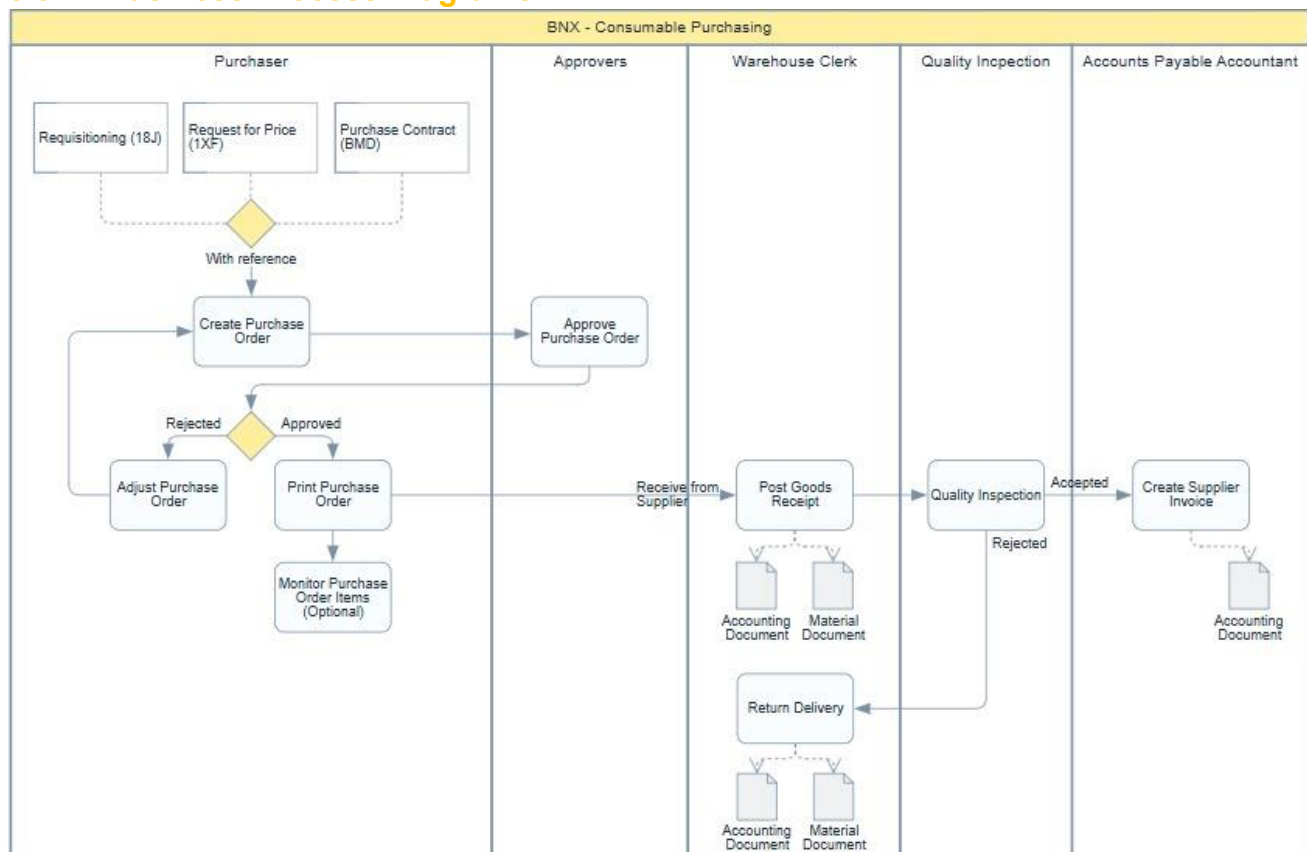 BNX - Consumable Purchasing
Purchaser
Approvers
Warehouse Clerk
Quality Incpection
Accounts Payable Accountant
Requisitioning (18J)
Request for Price
(1XF)
Purchase Contract
(BMD)
With reference
Create Purchase
Order
Approve
Purchase Order
Rejected
Approved
Adjust Purchase
Order
Print Purchase
Order
Receive from
Supplier
Post Goods
Receipt
Quality Inspection
Accepted
Create Supplier
Invoice
Rejected
Monitor Purchase
Order Items
(Optional)
Accounting
Document
Material
Document
Accounting
Document
Return Delivery
Accounting
Document
Material
Document